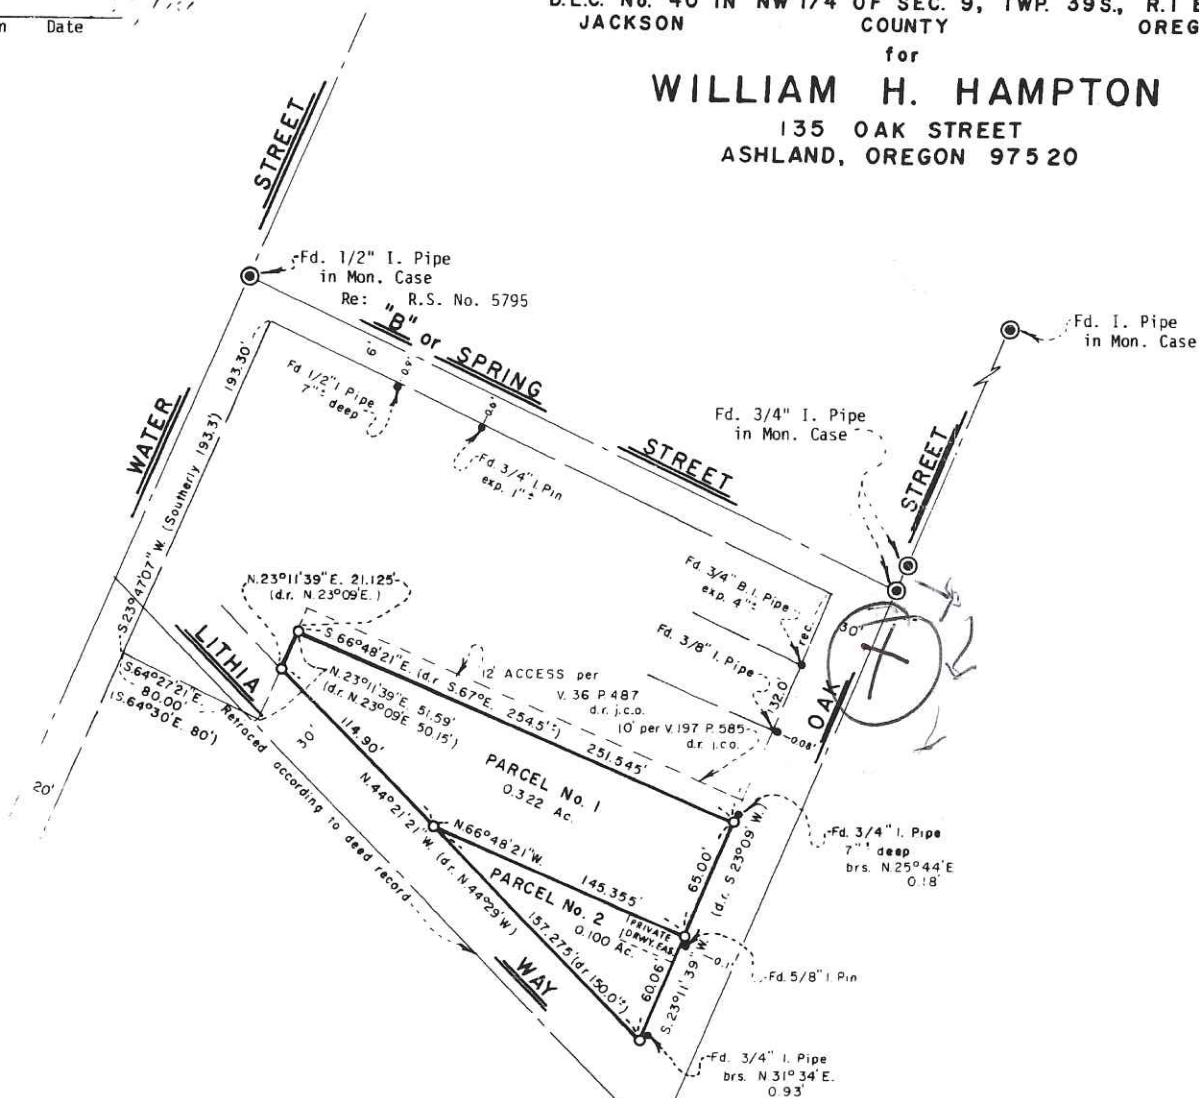 Date
D.L.C. No. 40 IN NW 1/4 OF SEC. 9, TWP. 39S., R.1 E
JACKSON COUNTY OREG
for
WILLIAM H. HAMPTON
135 OAK STREET
ASHLAND, OREGON 97520
STREET
Fd. 1/2" I. Pipe
in Mon. Case
Re: R.S. No. 5795
"B" or SPRING
STREET
Fd. I. Pipe
in Mon. Case
Fd. 3/4" I. Pipe
in Mon. Case
STREET
WATER
193.30'
S.23°47'07"W. (Southerly 193.3')
Fd 1/2" I Pipe
7"± deep
6'
0.9'
0.6'
Fd. 3/4" I. Pin
exp. 1"±
Fd. 3/4" B.I. Pipe
exp. 4"±
Fd. 3/8" I. Pipe
rec.
132.0
30'
0.08'
OAK
N.23°11'39"E. 21.125'
(d.r. N.23°09'E.)
LITHIA
S.64°27'21"E.
80.00'
(S.64°30'E. 80')
20'
Retraced according to deed record
30'
S.66°48'21"E. (d.r. S.67°E. 254.5'±) 251.545'
N.23°11'39"E. 51.59'
(d.r. N.23°09'E 50.15')
12' ACCESS per
V. 36 P.487
d.r. j.c.o.
10' per V.197 P.585
d.r. j.c.o.
PARCEL No. 1
0.322 Ac.
114.90'
N.44°21'21"W. (d.r. N.44°29'W)
N.66°48'21"W.
145.355'
PARCEL No. 2
0.100 Ac.
PRIVATE
DRWY. EAS.
157.275' (d.r 150.0'±)
65.00'
(d.r. S.23°09' W.)
60.06'
S.23°11'39" W.
0.1'
Fd. 3/4" I. Pipe
7"± deep
brs. N.25°44'E
0.18'
Fd. 5/8" I. Pin
WAY
Fd. 3/4" I. Pipe
brs. N 31°34'E.
0.93'